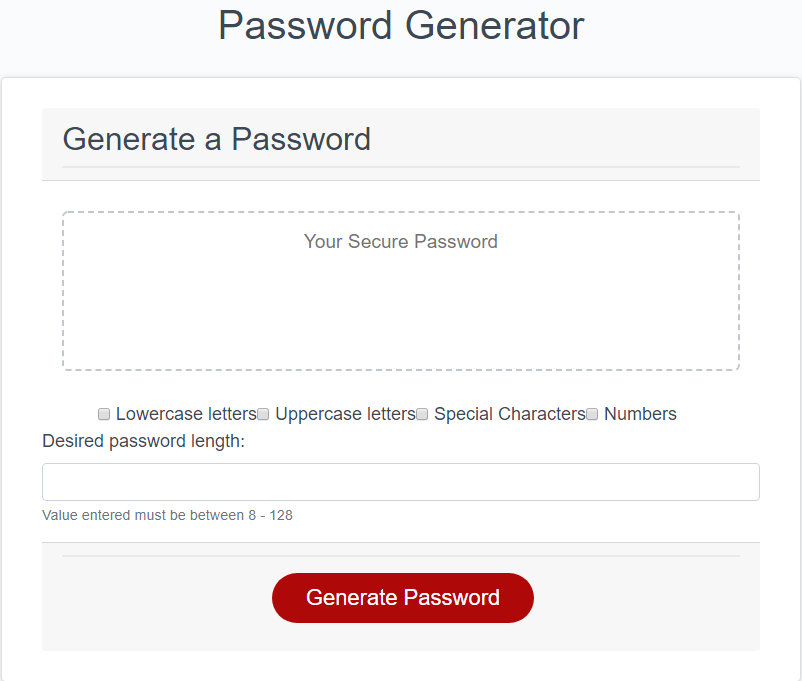 Password Generator
Generate a Password
Your Secure Password
Lowercase letters Uppercase letters Special Characters Numbers
Desired password length:
Value entered must be between 8 - 128
Generate Password